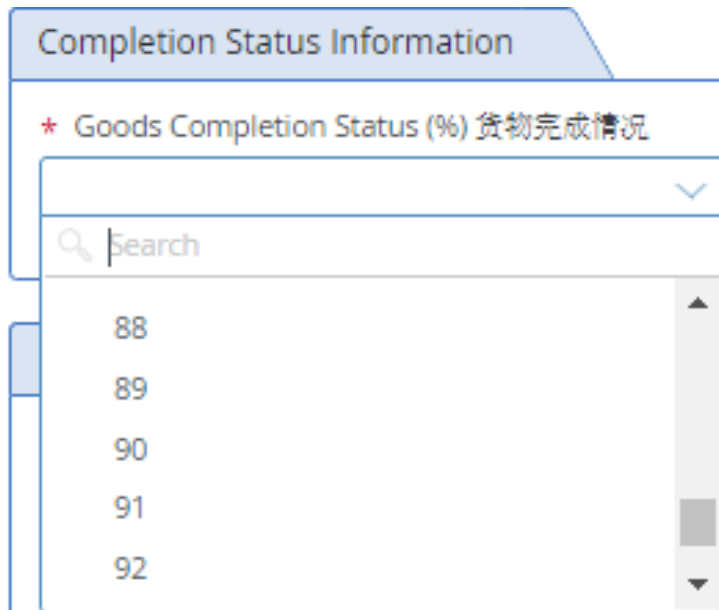 Completion Status Information
* Goods Completion Status (%) 货物完成情况
Search
88
89
90
91
92